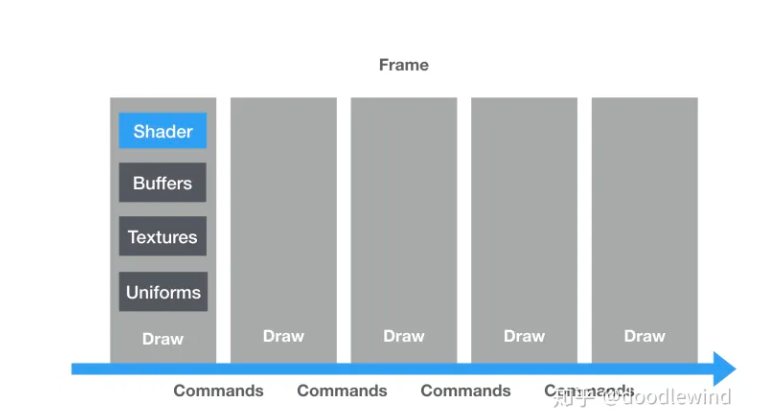 Frame
Shader
Buffers
Textures
Uniforms
Draw Draw Draw Draw Draw
Commands Commands Commands Commands
知乎 @doodlewind